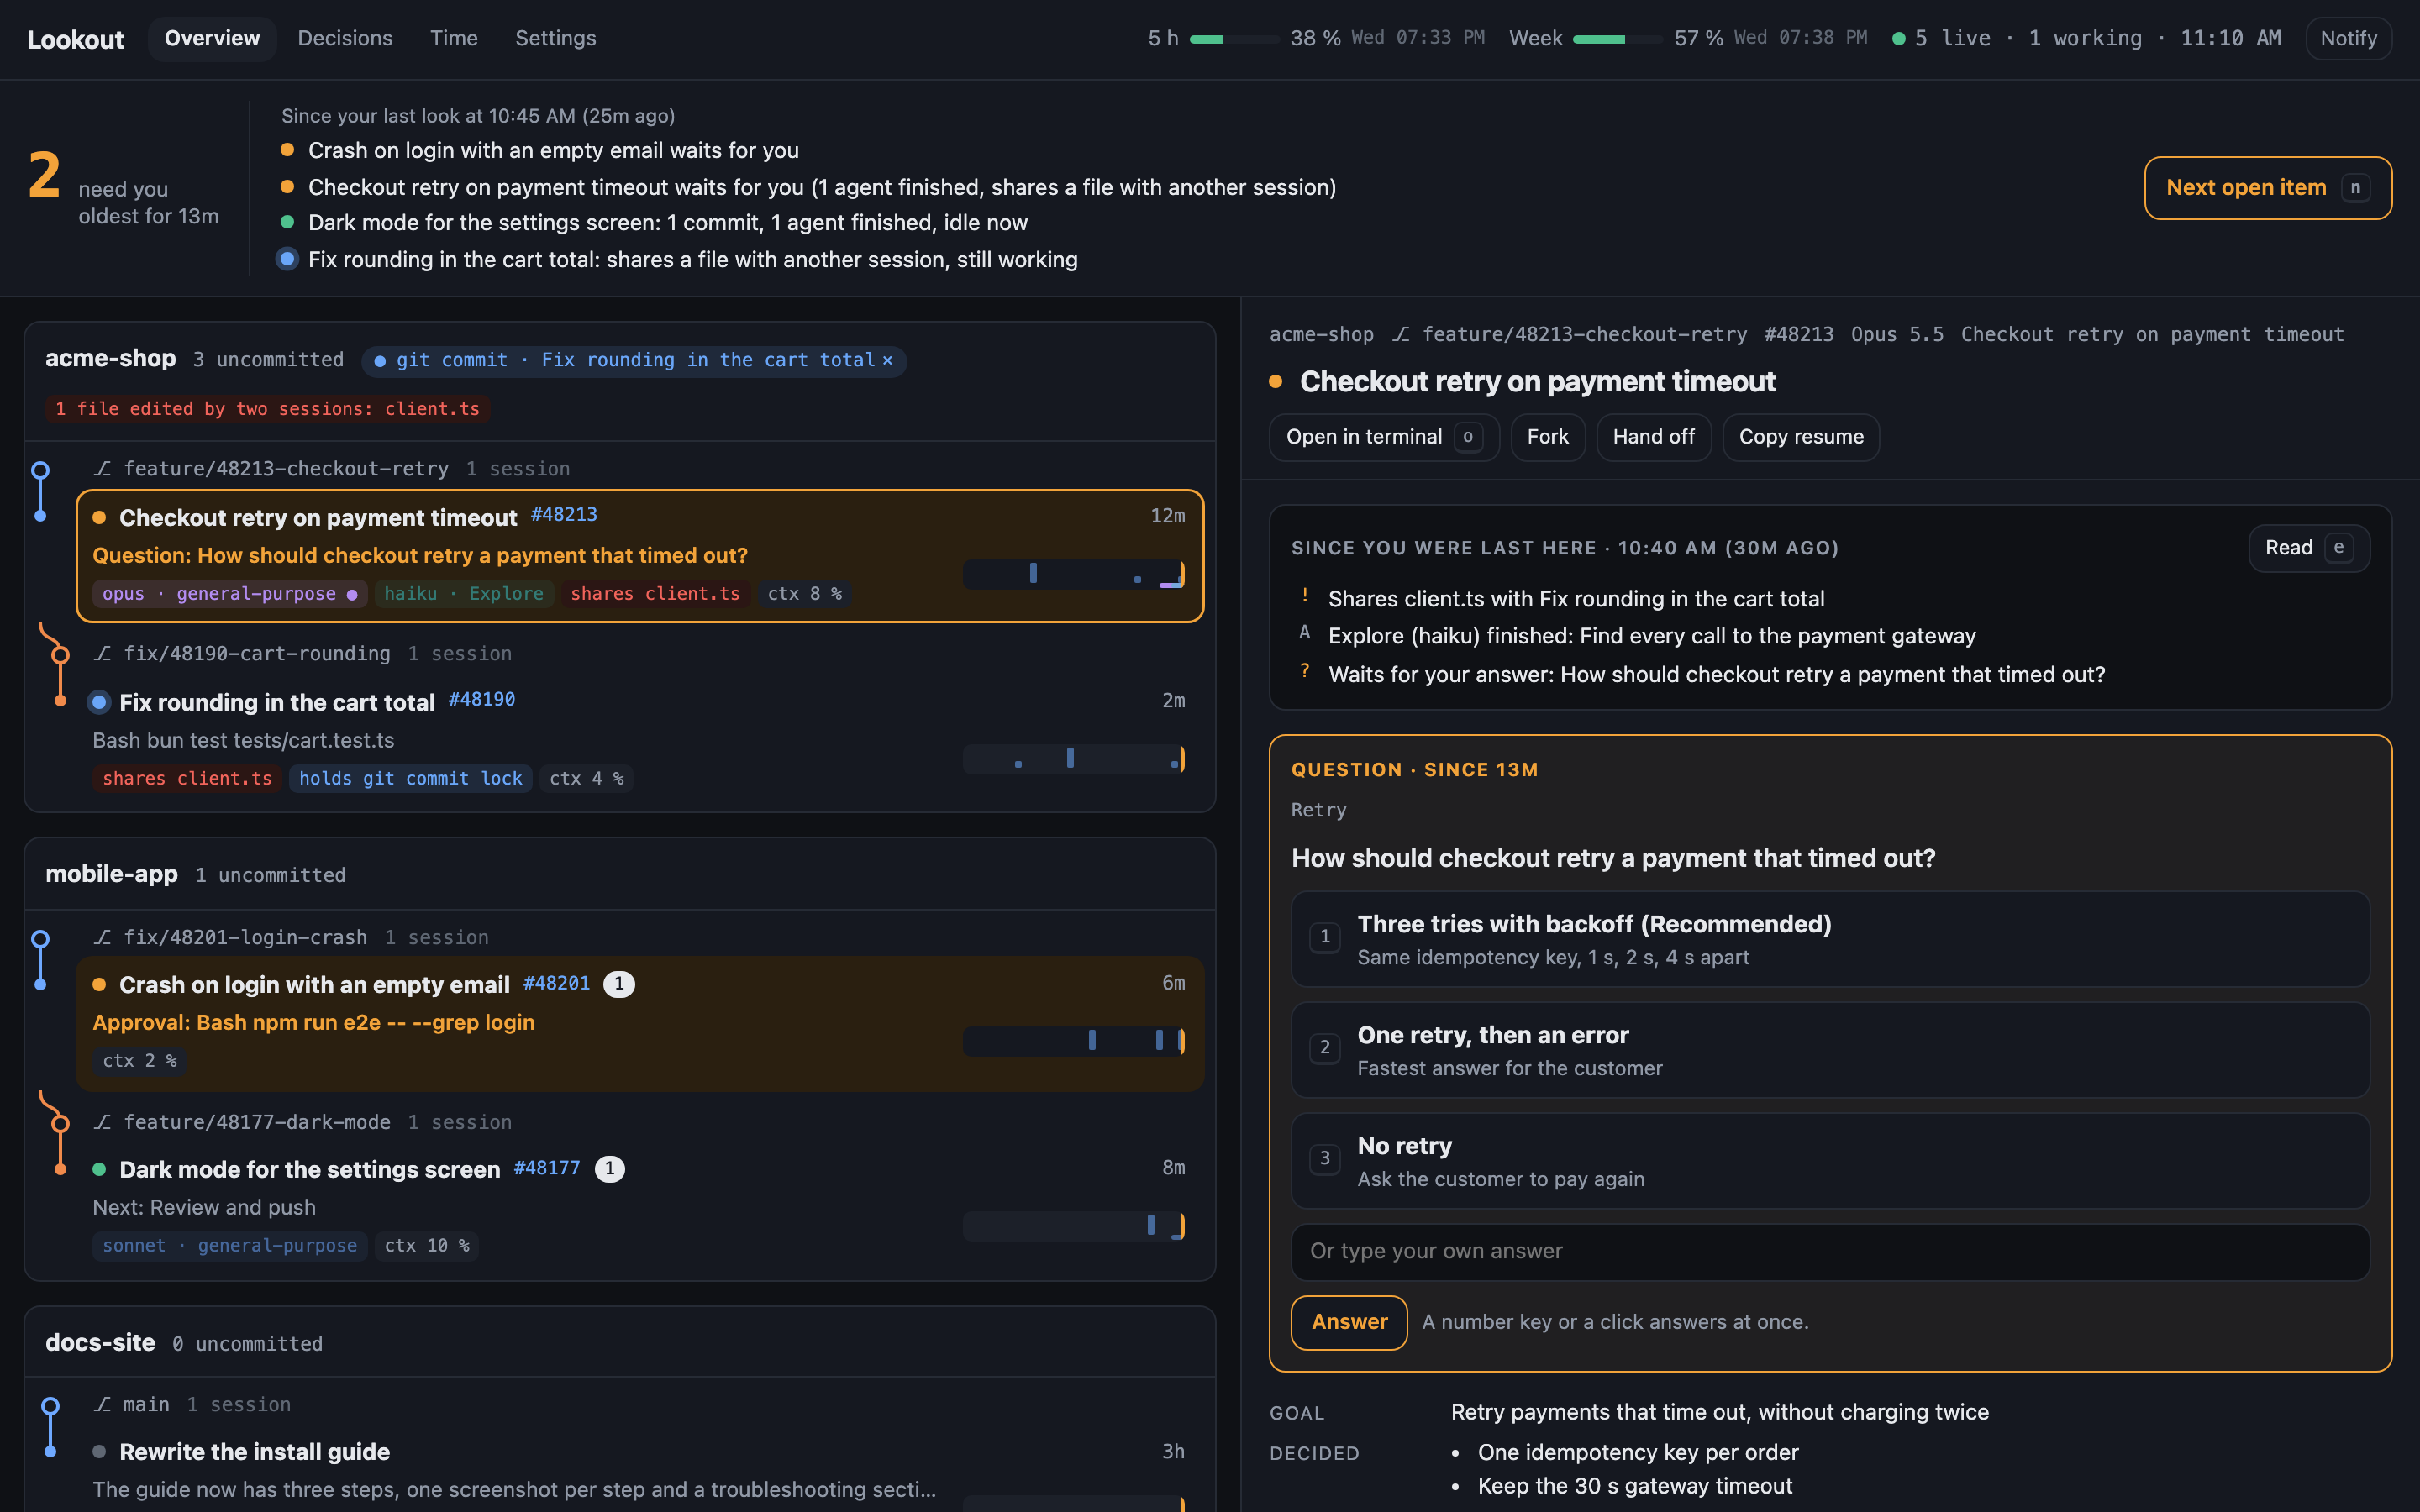 Lookout Overview Decisions Time Settings 5 h 38 % Wed 07:33 PM Week 57 % Wed 07:38 PM 5 live · 1 working · 11:10 AM Notify
2 need you
oldest for 13m
Since your last look at 10:45 AM (25m ago)
Crash on login with an empty email waits for you
Checkout retry on payment timeout waits for you (1 agent finished, shares a file with another session)
Dark mode for the settings screen: 1 commit, 1 agent finished, idle now
Fix rounding in the cart total: shares a file with another session, still working
Next open item n
acme-shop 3 uncommitted git commit · Fix rounding in the cart total ×
1 file edited by two sessions: client.ts
feature/48213-checkout-retry 1 session
Checkout retry on payment timeout #48213 12m
Question: How should checkout retry a payment that timed out?
opus · general-purpose haiku · Explore shares client.ts ctx 8 %
fix/48190-cart-rounding 1 session
Fix rounding in the cart total #48190 2m
Bash bun test tests/cart.test.ts
shares client.ts holds git commit lock ctx 4 %
mobile-app 1 uncommitted
fix/48201-login-crash 1 session
Crash on login with an empty email #48201 1 6m
Approval: Bash npm run e2e -- --grep login
ctx 2 %
feature/48177-dark-mode 1 session
Dark mode for the settings screen #48177 1 8m
Next: Review and push
sonnet · general-purpose ctx 10 %
docs-site 0 uncommitted
main 1 session
Rewrite the install guide 3h
The guide now has three steps, one screenshot per step and a troubleshooting secti…
acme-shop feature/48213-checkout-retry #48213 Opus 5.5 Checkout retry on payment timeout
Checkout retry on payment timeout
Open in terminal o Fork Hand off Copy resume
SINCE YOU WERE LAST HERE · 10:40 AM (30M AGO) Read e
! Shares client.ts with Fix rounding in the cart total
A Explore (haiku) finished: Find every call to the payment gateway
? Waits for your answer: How should checkout retry a payment that timed out?
QUESTION · SINCE 13M
Retry
How should checkout retry a payment that timed out?
1 Three tries with backoff (Recommended)
Same idempotency key, 1 s, 2 s, 4 s apart
2 One retry, then an error
Fastest answer for the customer
3 No retry
Ask the customer to pay again
Or type your own answer
Answer A number key or a click answers at once.
GOAL Retry payments that time out, without charging twice
DECIDED • One idempotency key per order
• Keep the 30 s gateway timeout